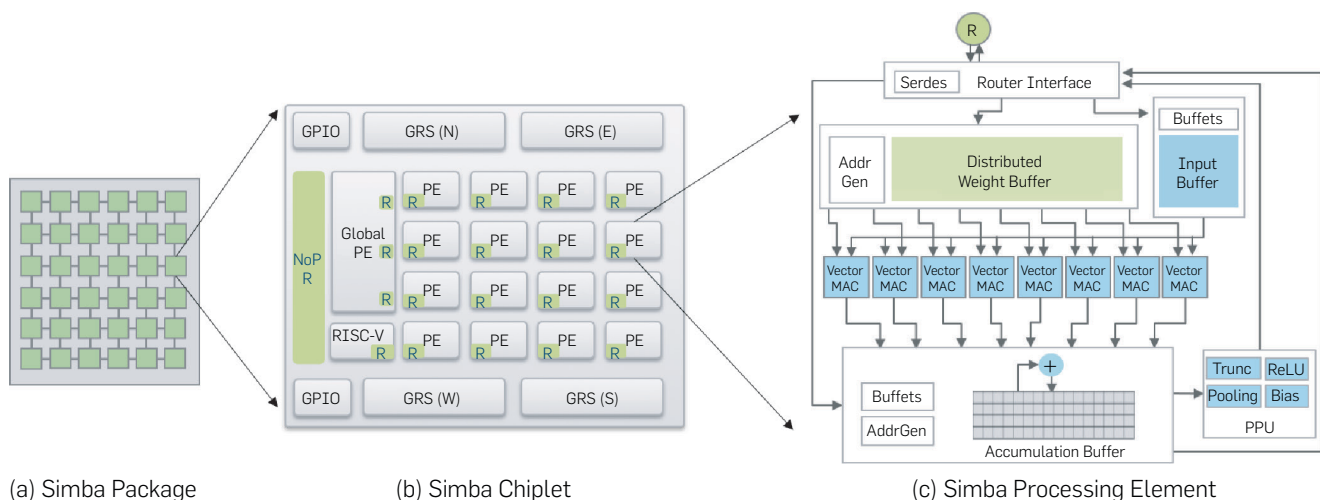 R
Serdes Router Interface
Buffets
Input
Buffer
Addr
Gen
Distributed
Weight Buffer
Vector
MAC
Vector
MAC
Vector
MAC
Vector
MAC
Vector
MAC
Vector
MAC
Vector
MAC
Vector
MAC
+
Buffets
AddrGen
Accumulation Buffer
Trunc ReLU
Pooling Bias
PPU
GPIO GRS (N) GRS (E)
NoP
R
Global
PE
R
R
R
PE PE PE PE
R R R R
PE PE PE PE
R R R R
PE PE PE PE
R R R R
RISC-V
R
PE PE PE PE
R R R R
GPIO GRS (W) GRS (S)
(a) Simba Package (b) Simba Chiplet (c) Simba Processing Element